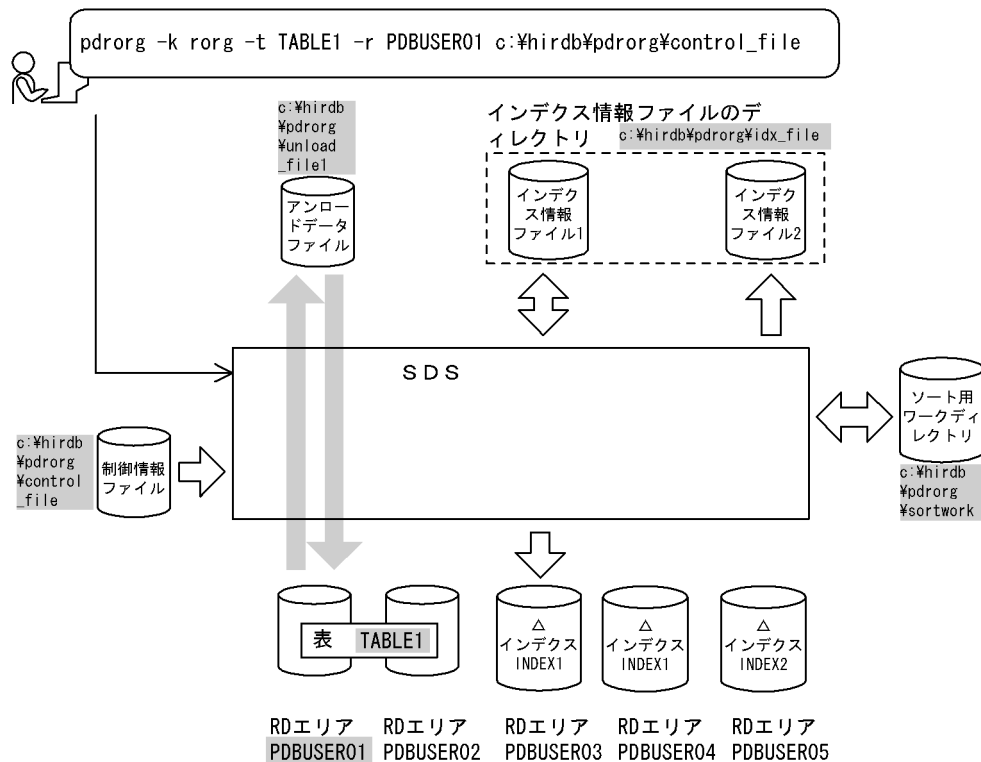 pdrorg -k rorg -t TABLE1 -r PDBUSER01 c:¥hirdb¥pdrorg¥control_file
c:¥hirdb
¥pdrorg
¥unload
_file1
アンロー
ドデータ
ファイル
インデクス情報ファイルのデ
ィレクトリ c:¥hirdb¥pdrorg¥idx_file
インデク
ス情報
ファイル1
インデク
ス情報
ファイル2
ＳＤＳ
ソート用
ワークディ
レクトリ
c:¥hirdb
¥pdrorg
¥sortwork
c:¥hirdb
¥pdrorg
¥control
_file
制御情報
ファイル
表 TABLE1
△
インデクス
INDEX1
△
インデクス
INDEX1
△
インデクス
INDEX2
RDエリア
PDBUSER01
RDエリア
PDBUSER02
RDエリア
PDBUSER03
RDエリア
PDBUSER04
RDエリア
PDBUSER05